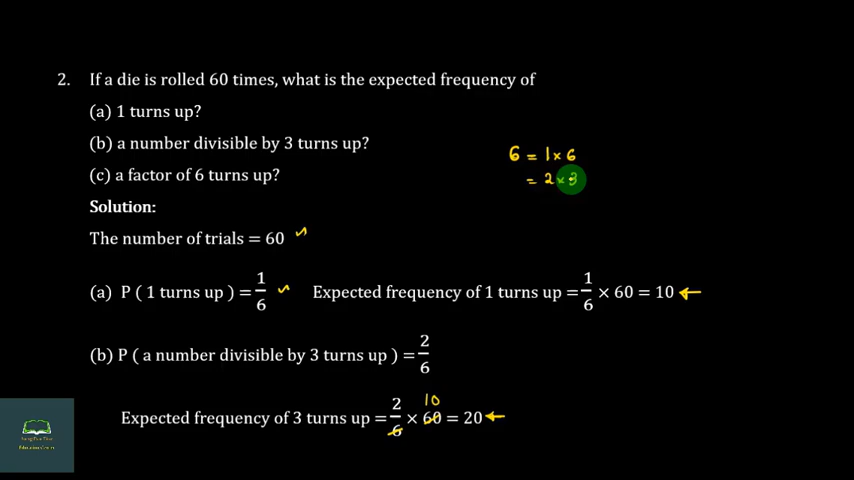 2. If a die is rolled 60 times, what is the expected frequency of
(a) 1 turns up?
(b) a number divisible by 3 turns up?
(c) a factor of 6 turns up?
6 = 1 × 6
= 2 × 3
Solution:
The number of trials = 60
(a) P ( 1 turns up ) = 1/6 Expected frequency of 1 turns up = 1/6 × 60 = 10
(b) P ( a number divisible by 3 turns up ) = 2/6
10
Expected frequency of 3 turns up = 2/6 × 60 = 20